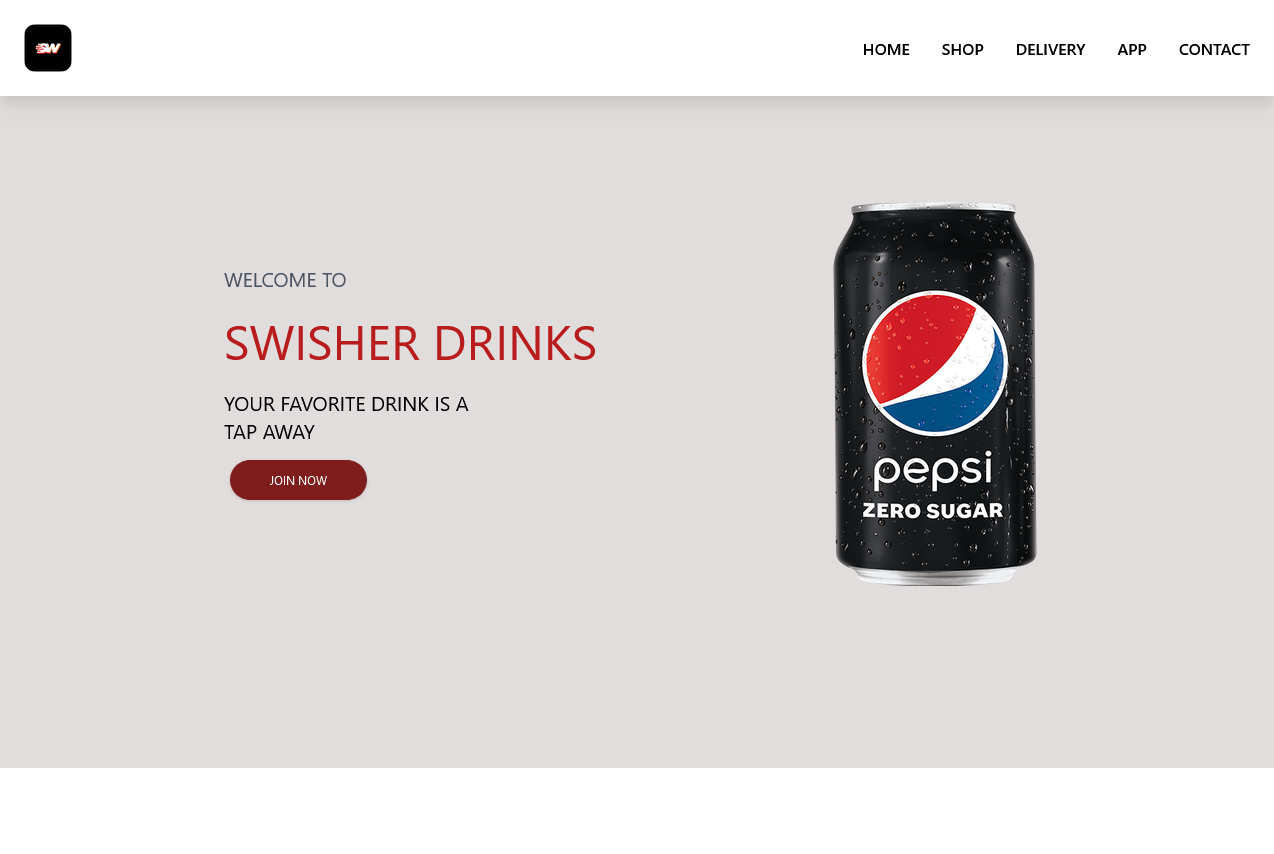 SW
HOME SHOP DELIVERY APP CONTACT
WELCOME TO
SWISHER DRINKS
YOUR FAVORITE DRINK IS A
TAP AWAY
JOIN NOW
pepsi
ZERO SUGAR